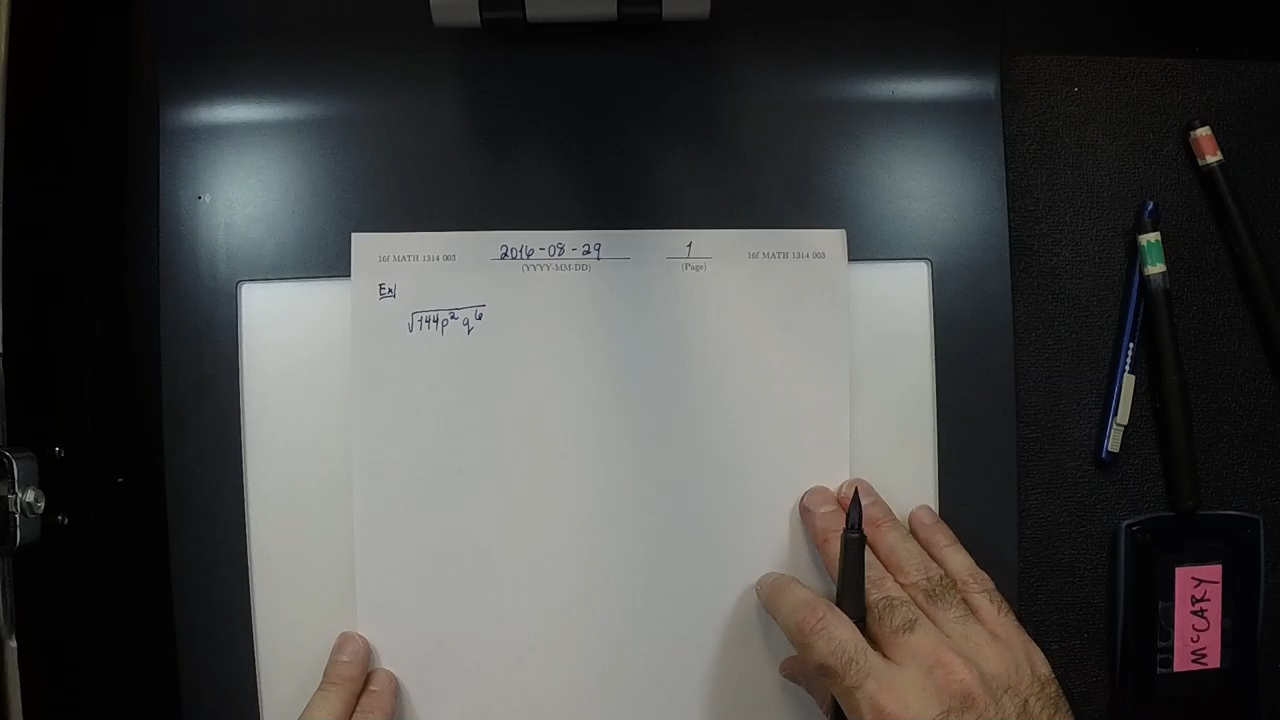 16f MATH 1314 003 2016-08-29 1 16f MATH 1314 003
(YYYY-MM-DD) (Page)
Ex/
√144p²q⁶
McCARY